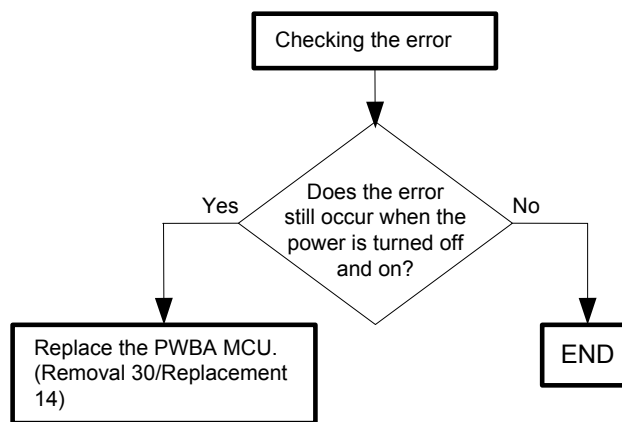 Checking the error
Does the error
still occur when the
power is turned off
and on?
Yes
No
Replace the PWBA MCU.
(Removal 30/Replacement
14)
END